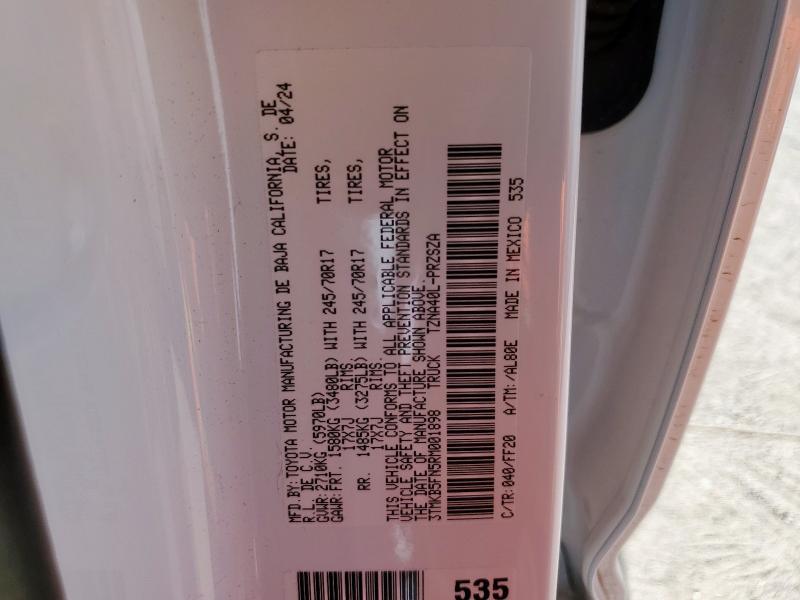 MFD.BY:TOYOTA MOTOR MANUFACTURING DE BAJA CALIFORNIA, S. DE
R.L. DE C.V. DATE: 04/24
GVWR: 2710KG (5970LB)
GAWR:FRT. 1580KG (3480LB) WITH 245/70R17 TIRES,
17X7J RIMS.
RR. 1485KG (3275LB) WITH 245/70R17 TIRES,
17X7J RIMS.
THIS VEHICLE CONFORMS TO ALL APPLICABLE FEDERAL MOTOR
VEHICLE SAFETY AND THEFT PREVENTION STANDARDS IN EFFECT ON
THE DATE OF MANUFACTURE SHOWN ABOVE.
3TMKB5FN5RM001898 TRUCK TZNA40L-PRZSZA
C/TR: 040/FF20 A/TM: /AL80E MADE IN MEXICO 535
535